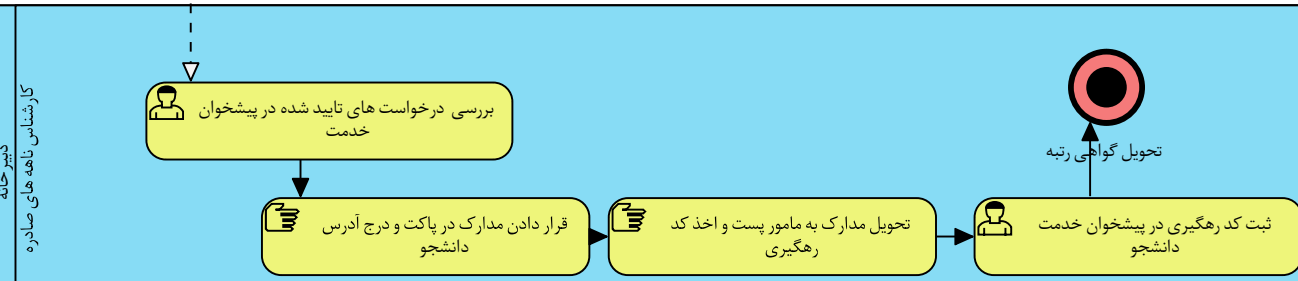 دبیرخانه
کارشناس ناهه های صادره
بررسی درخواست های تایید شده در پیشخوان
خدمت
تحویل گواهی رتبه
قرار دادن مدارک در پاکت و درج آدرس
دانشجو
تحویل مدارک به مامور پست و اخذ کد
رهگیری
ثبت کد رهگیری در پیشخوان خدمت
دانشجو